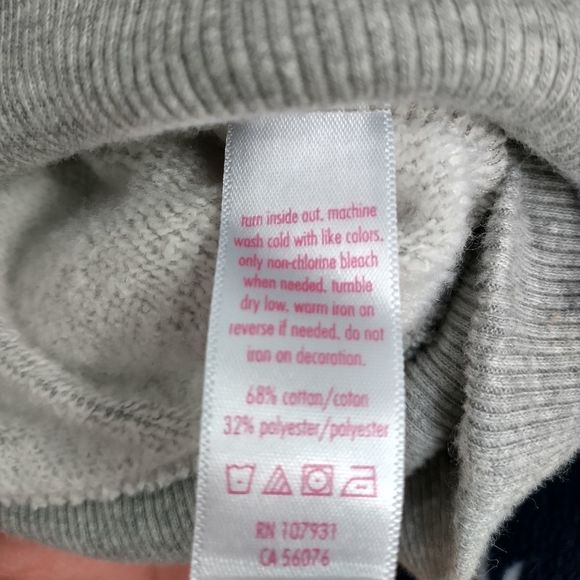 turn inside out. machine
wash cold with like colors.
only non-chlorine bleach
when needed. tumble
dry low. warm iron on
reverse if needed. do not
iron on decoration.
68% cotton/coton
32% polyester/polyester
RN 107931
CA 56076